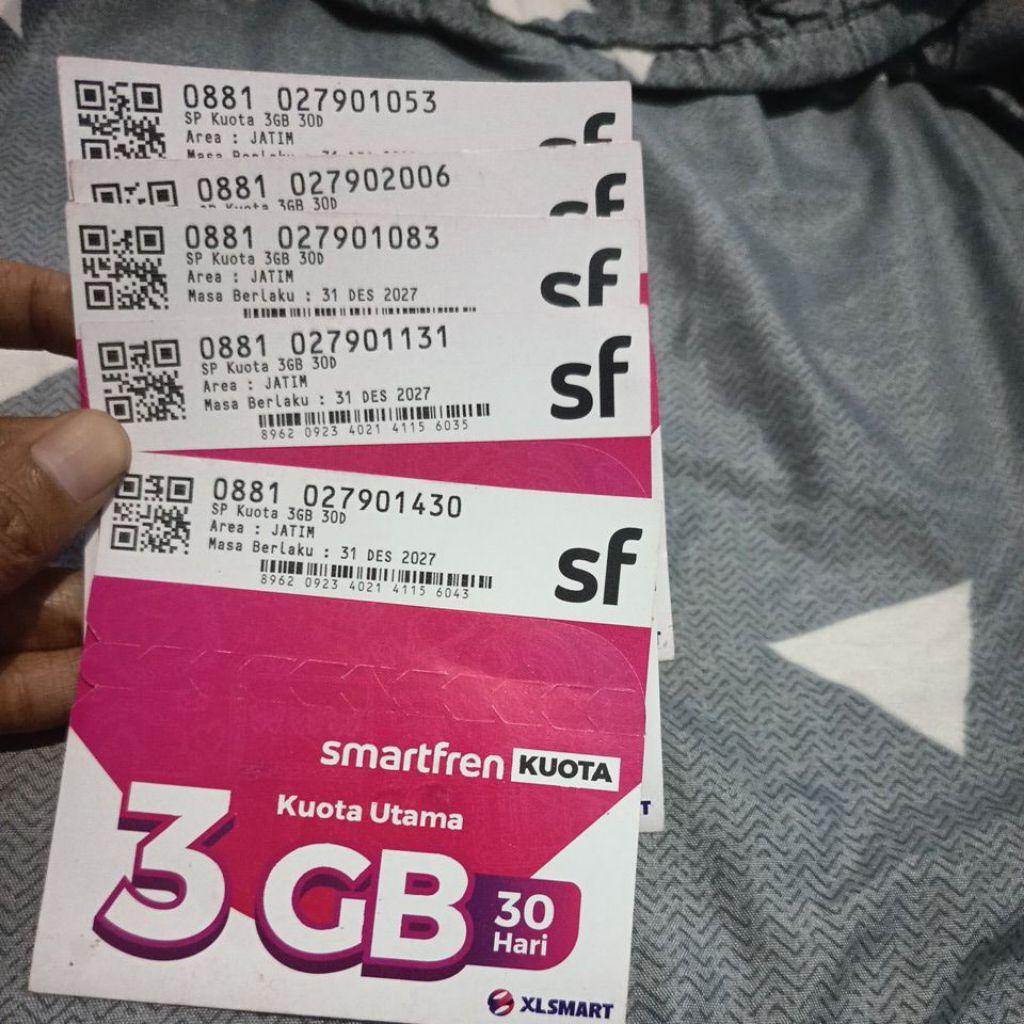 0881 027901053
SP Kuota 3GB 30D
Area : JATIM
Masa Berlaku : 31
sf
0881 027902006
SP Kuota 3GB 30D
sf
0881 027901083
SP Kuota 3GB 30D
Area : JATIM
Masa Berlaku : 31 DES 2027
sf
0881 027901131
SP Kuota 3GB 30D
Area : JATIM
Masa Berlaku : 31 DES 2027
8962 0923 4021 4115 6035
sf
0881 027901430
SP Kuota 3GB 30D
Area : JATIM
Masa Berlaku : 31 DES 2027
8962 0923 4021 4115 6043
sf
smartfren KUOTA
Kuota Utama
3 GB
30
Hari
XLSMART
T